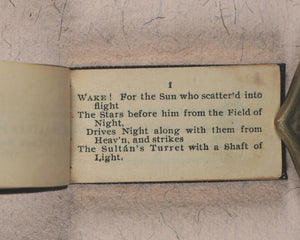 I
WAKE! For the Sun who scatter'd into
flight
The Stars before him from the Field of
Night,
Drives Night along with them from
Heav'n, and strikes
The Sultán's Turret with a Shaft of
Light.